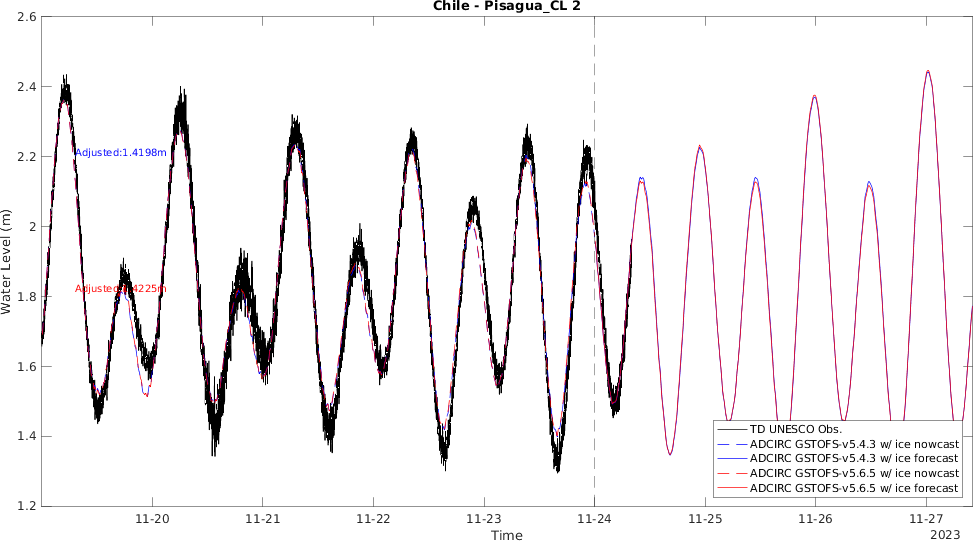 Chile - Pisagua_CL 2
2.6
2.4
2.2
2
1.8
1.6
1.4
1.2
Water Level (m)
Adjusted:1.4198m
Adjusted:1.4225m
TD UNESCO Obs.
ADCIRC GSTOFS-v5.4.3 w/ ice nowcast
ADCIRC GSTOFS-v5.4.3 w/ ice forecast
ADCIRC GSTOFS-v5.6.5 w/ ice nowcast
ADCIRC GSTOFS-v5.6.5 w/ ice forecast
11-20 11-21 11-22 11-23 11-24 11-25 11-26 11-27
Time
2023